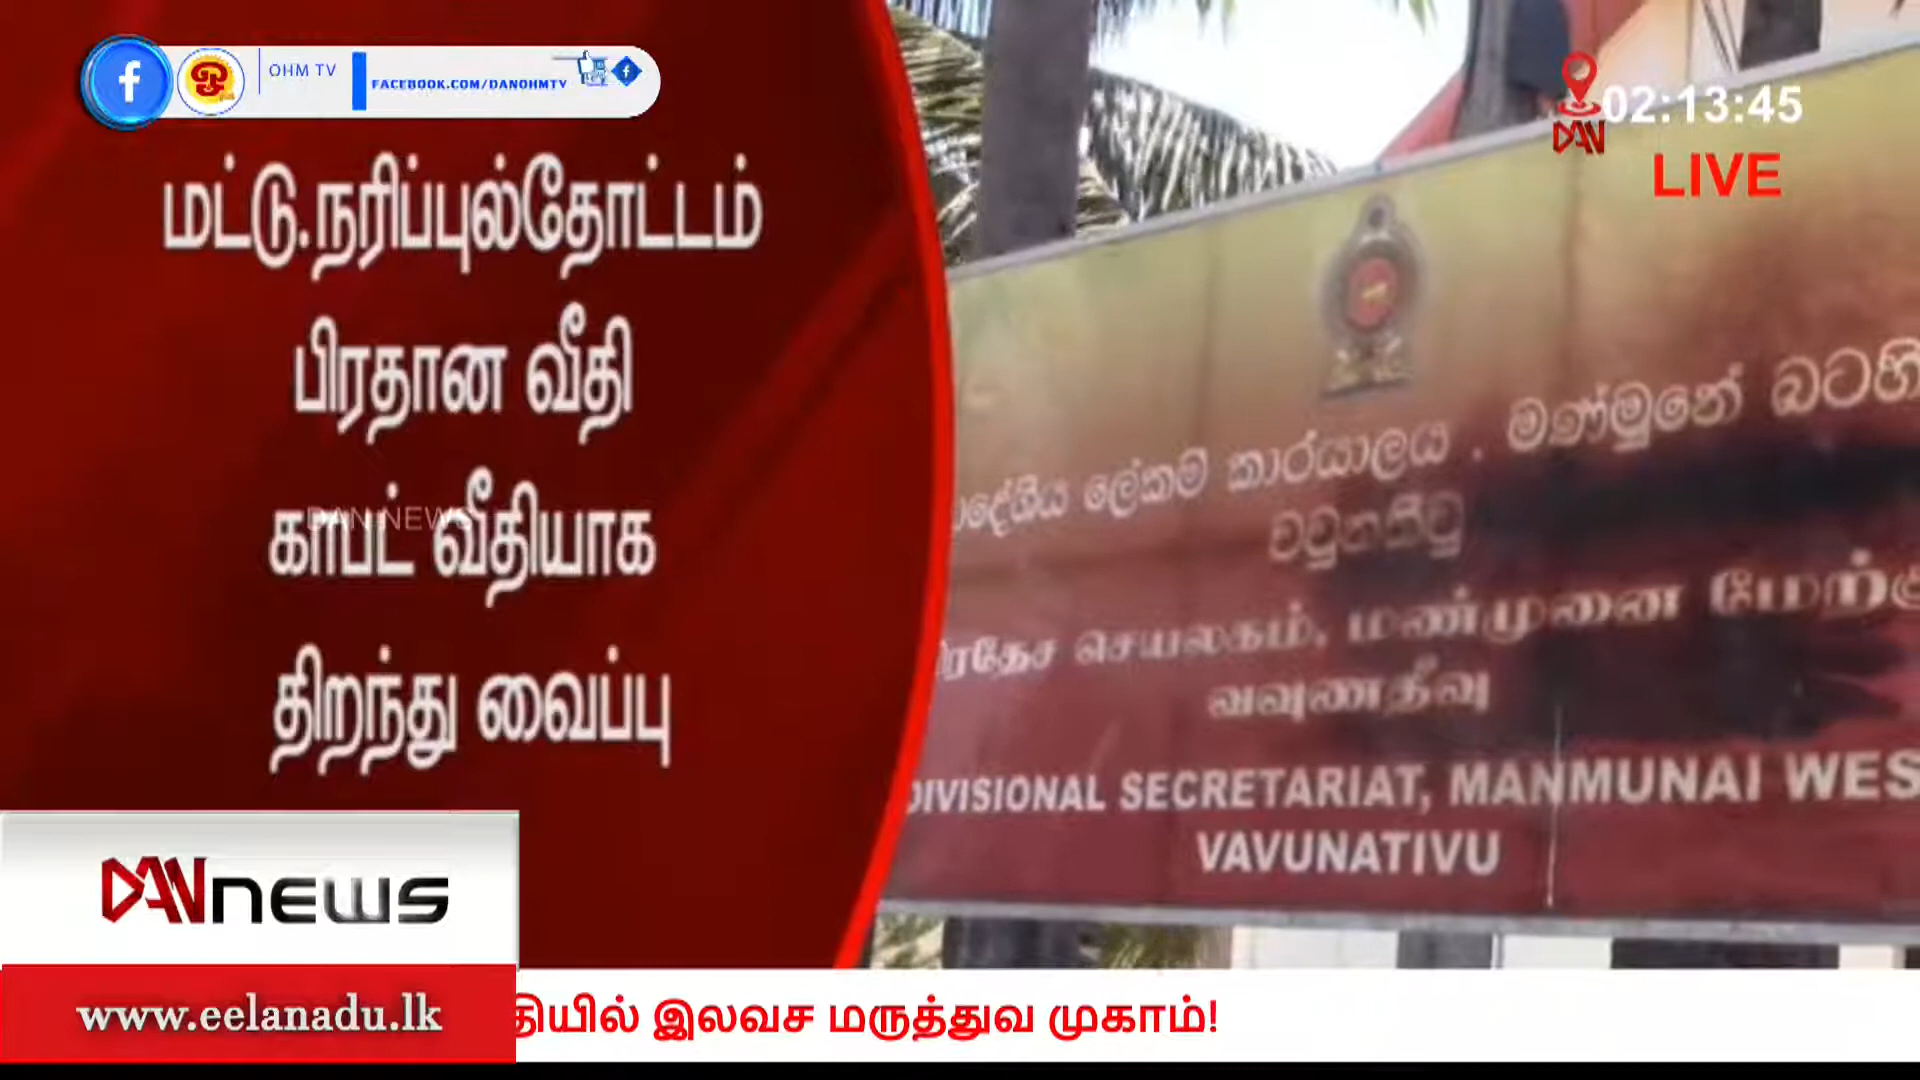 OHM TV
FACEBOOK.COM/DANOHMTV
02:13:45
DAN
LIVE
மட்டு.நரிப்புல்தோட்டம்
பிரதான வீதி
காபட் வீதியாக
திறந்து வைப்பு
DAN NEWS
ලේකම් කාර්යාලය . මණ්මුනේ බටහි
වවුනතීවු
பிரதேச செயலகம், மண்முனை மேற்கு
வவுணதீவு
DIVISIONAL SECRETARIAT, MANMUNAI WES
VAVUNATIVU
DAN NEWS
www.eelanadu.lk
தியில் இலவச மருத்துவ முகாம்!